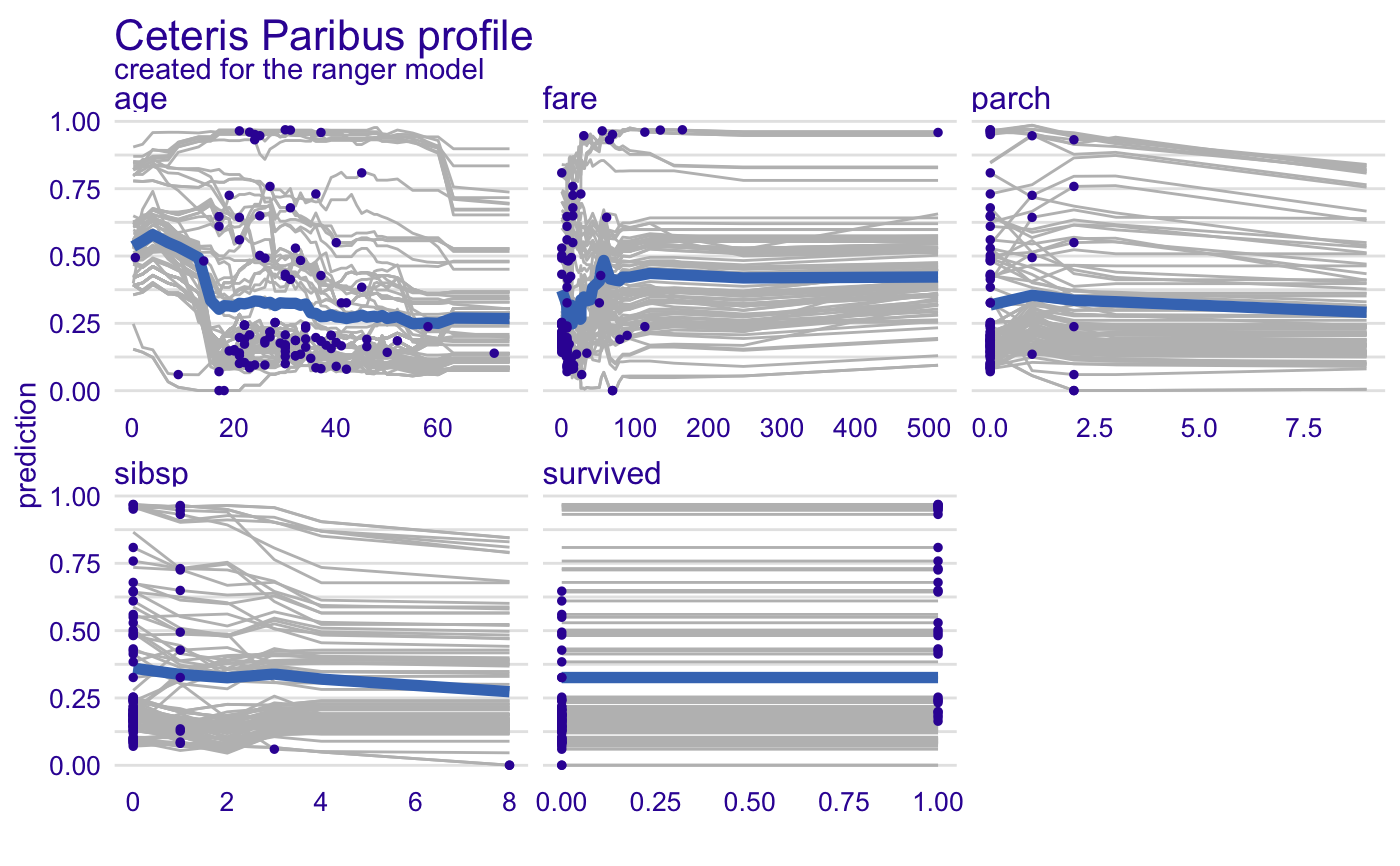 Ceteris Paribus profile
created for the ranger model
age fare parch
1.00
0.75
0.50
0.25
0.00
0 20 40 60 0 100 200 300 400 500 0.0 2.5 5.0 7.5
prediction
sibsp survived
1.00
0.75
0.50
0.25
0.00
0 2 4 6 8 0.00 0.25 0.50 0.75 1.00